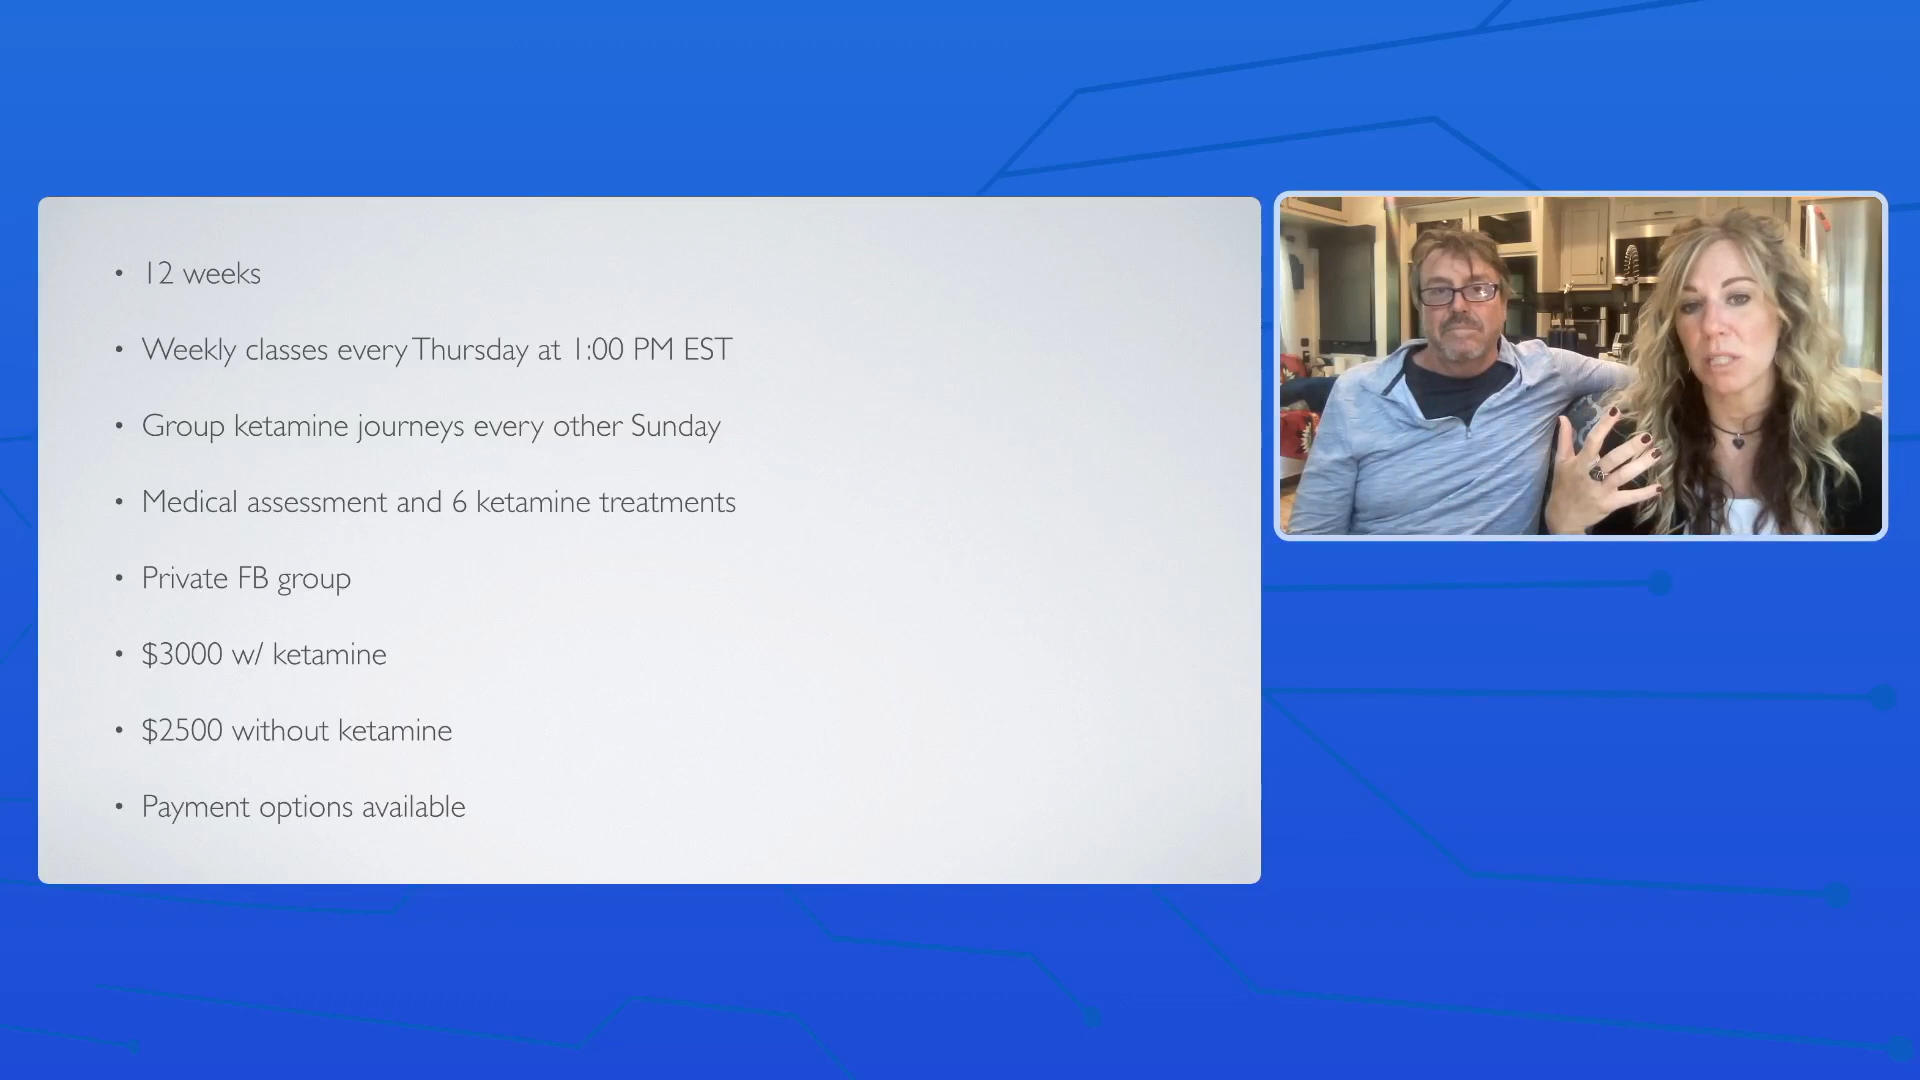 • 12 weeks
• Weekly classes every Thursday at 1:00 PM EST
• Group ketamine journeys every other Sunday
• Medical assessment and 6 ketamine treatments
• Private FB group
• $3000 w/ ketamine
• $2500 without ketamine
• Payment options available